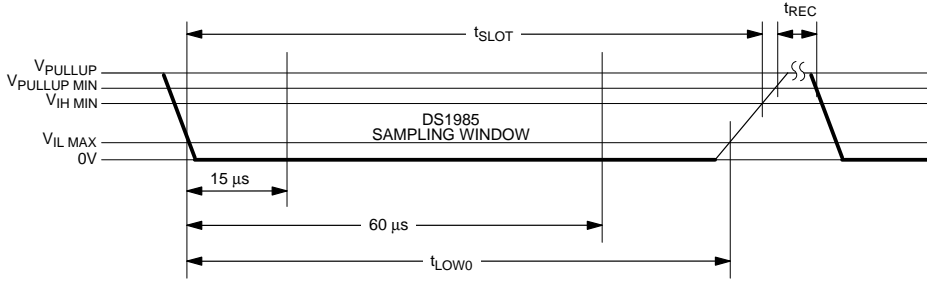 tREC
tSLOT
VPULLUP
VPULLUP MIN
VIH MIN
DS1985
SAMPLING WINDOW
VIL MAX
0V
15 μs
60 μs
tLOW0